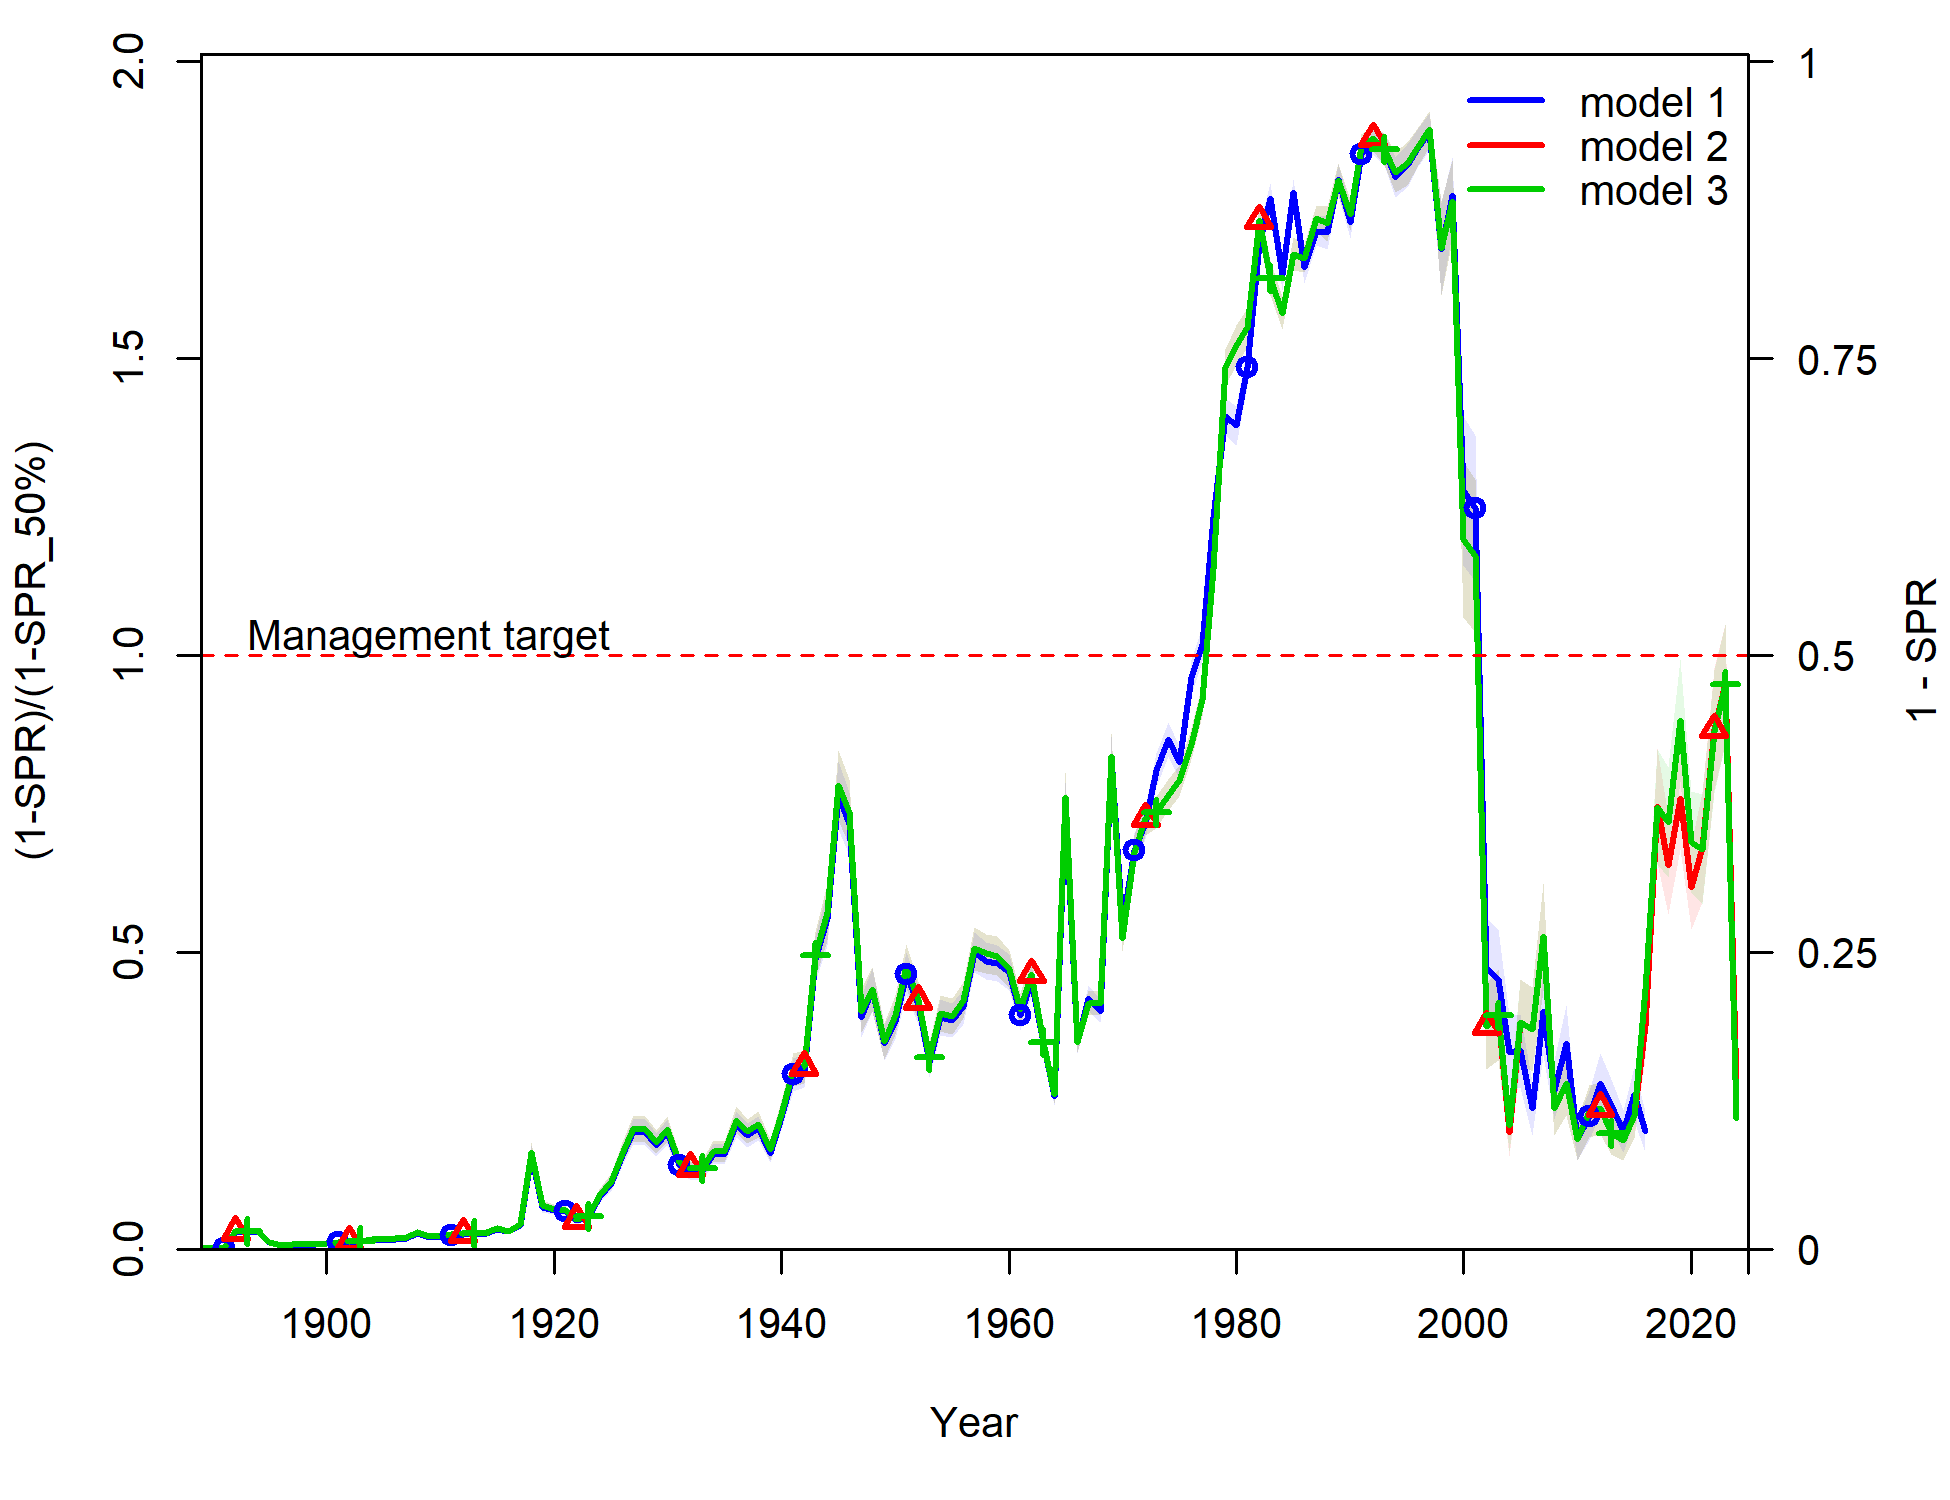 2.0
1.5
1.0
0.5
0.0
(1-SPR)/(1-SPR_50%)
Management target
model 1
model 2
model 3
1
0.75
0.5
0.25
0
1 - SPR
1900 1920 1940 1960 1980 2000 2020
Year